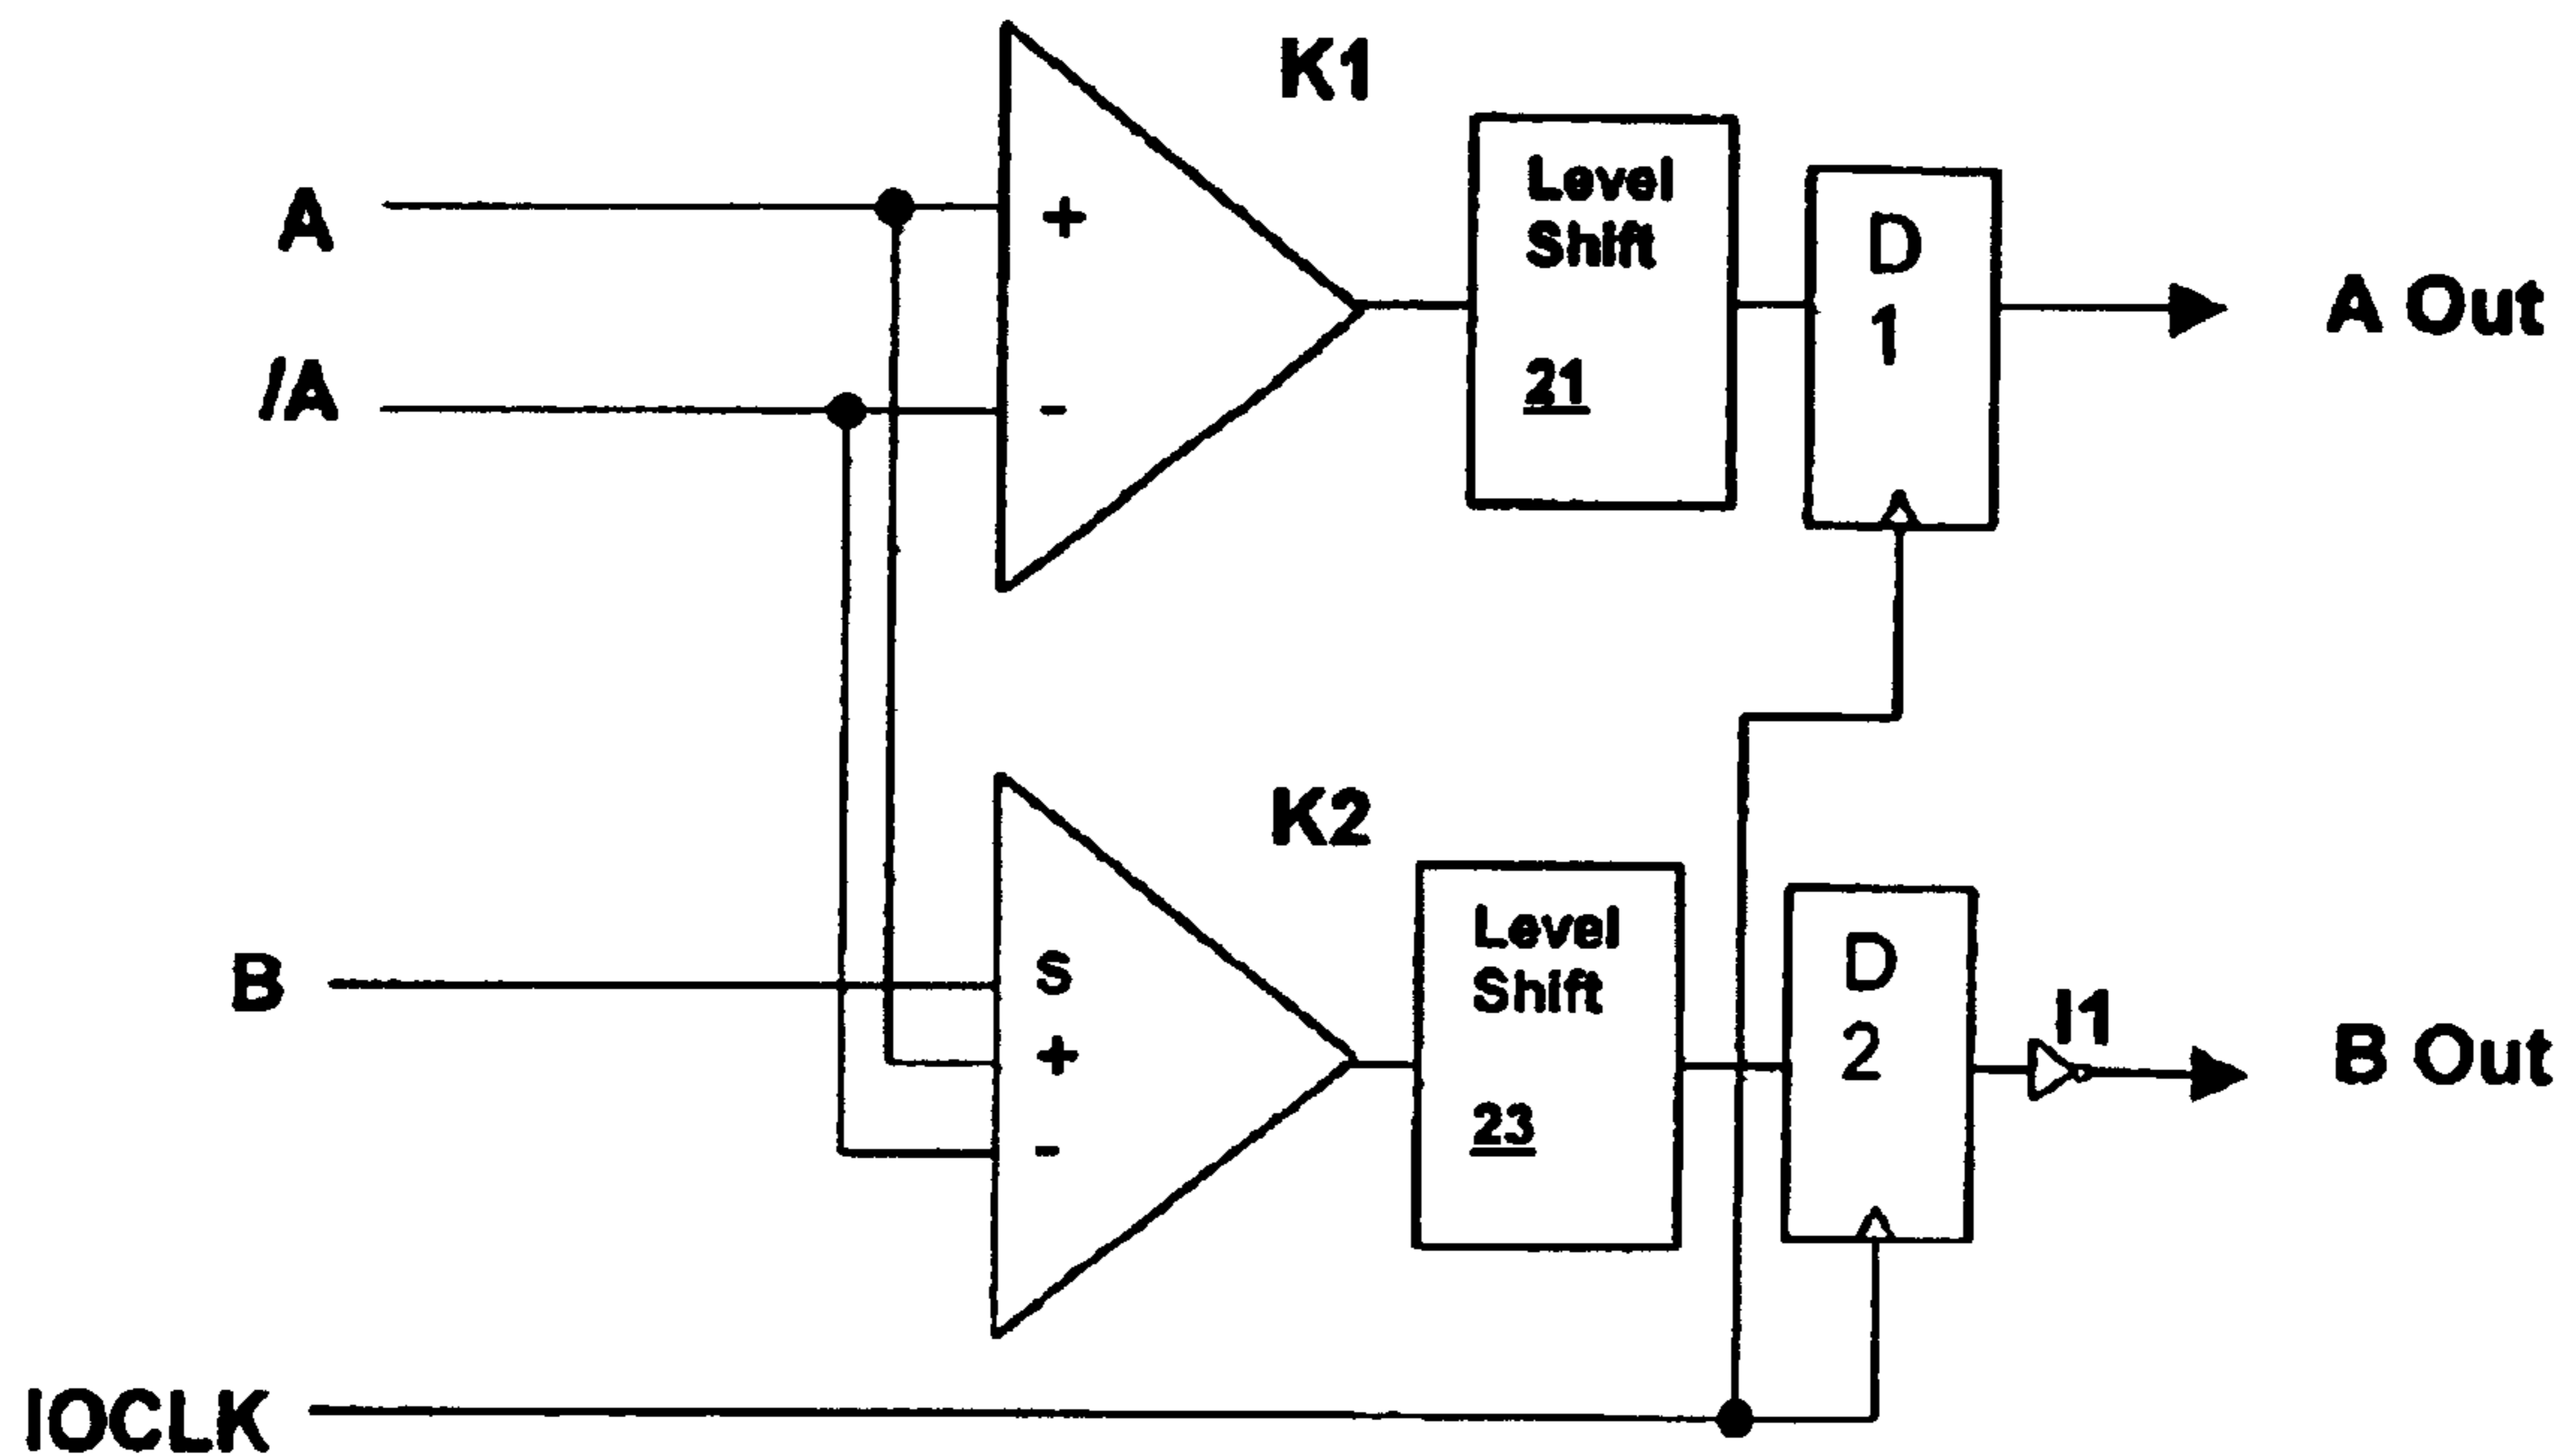 K1
A
+
/A
-
Level
Shift
21
D
1
A Out
K2
B
S
+
-
Level
Shift
23
D
2
I1
B Out
IOCLK